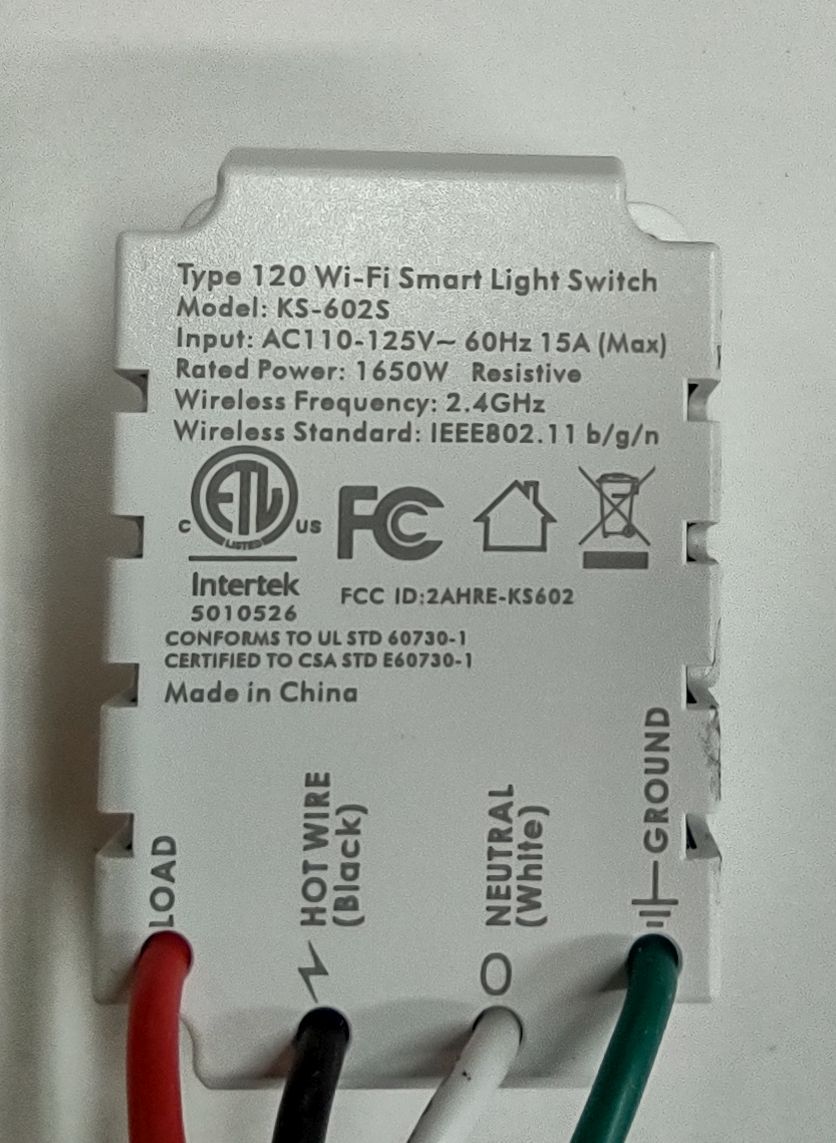 Type 120 Wi-Fi Smart Light Switch
Model: KS-602S
Input: AC110-125V~ 60Hz 15A (Max)
Rated Power: 1650W Resistive
Wireless Frequency: 2.4GHz
Wireless Standard: IEEE802.11 b/g/n
C ETL US
LISTED
FC
Intertek
5010526
FCC ID:2AHRE-KS602
CONFORMS TO UL STD 60730-1
CERTIFIED TO CSA STD E60730-1
Made in China
LOAD
HOT WIRE
(Black)
NEUTRAL
(White)
GROUND